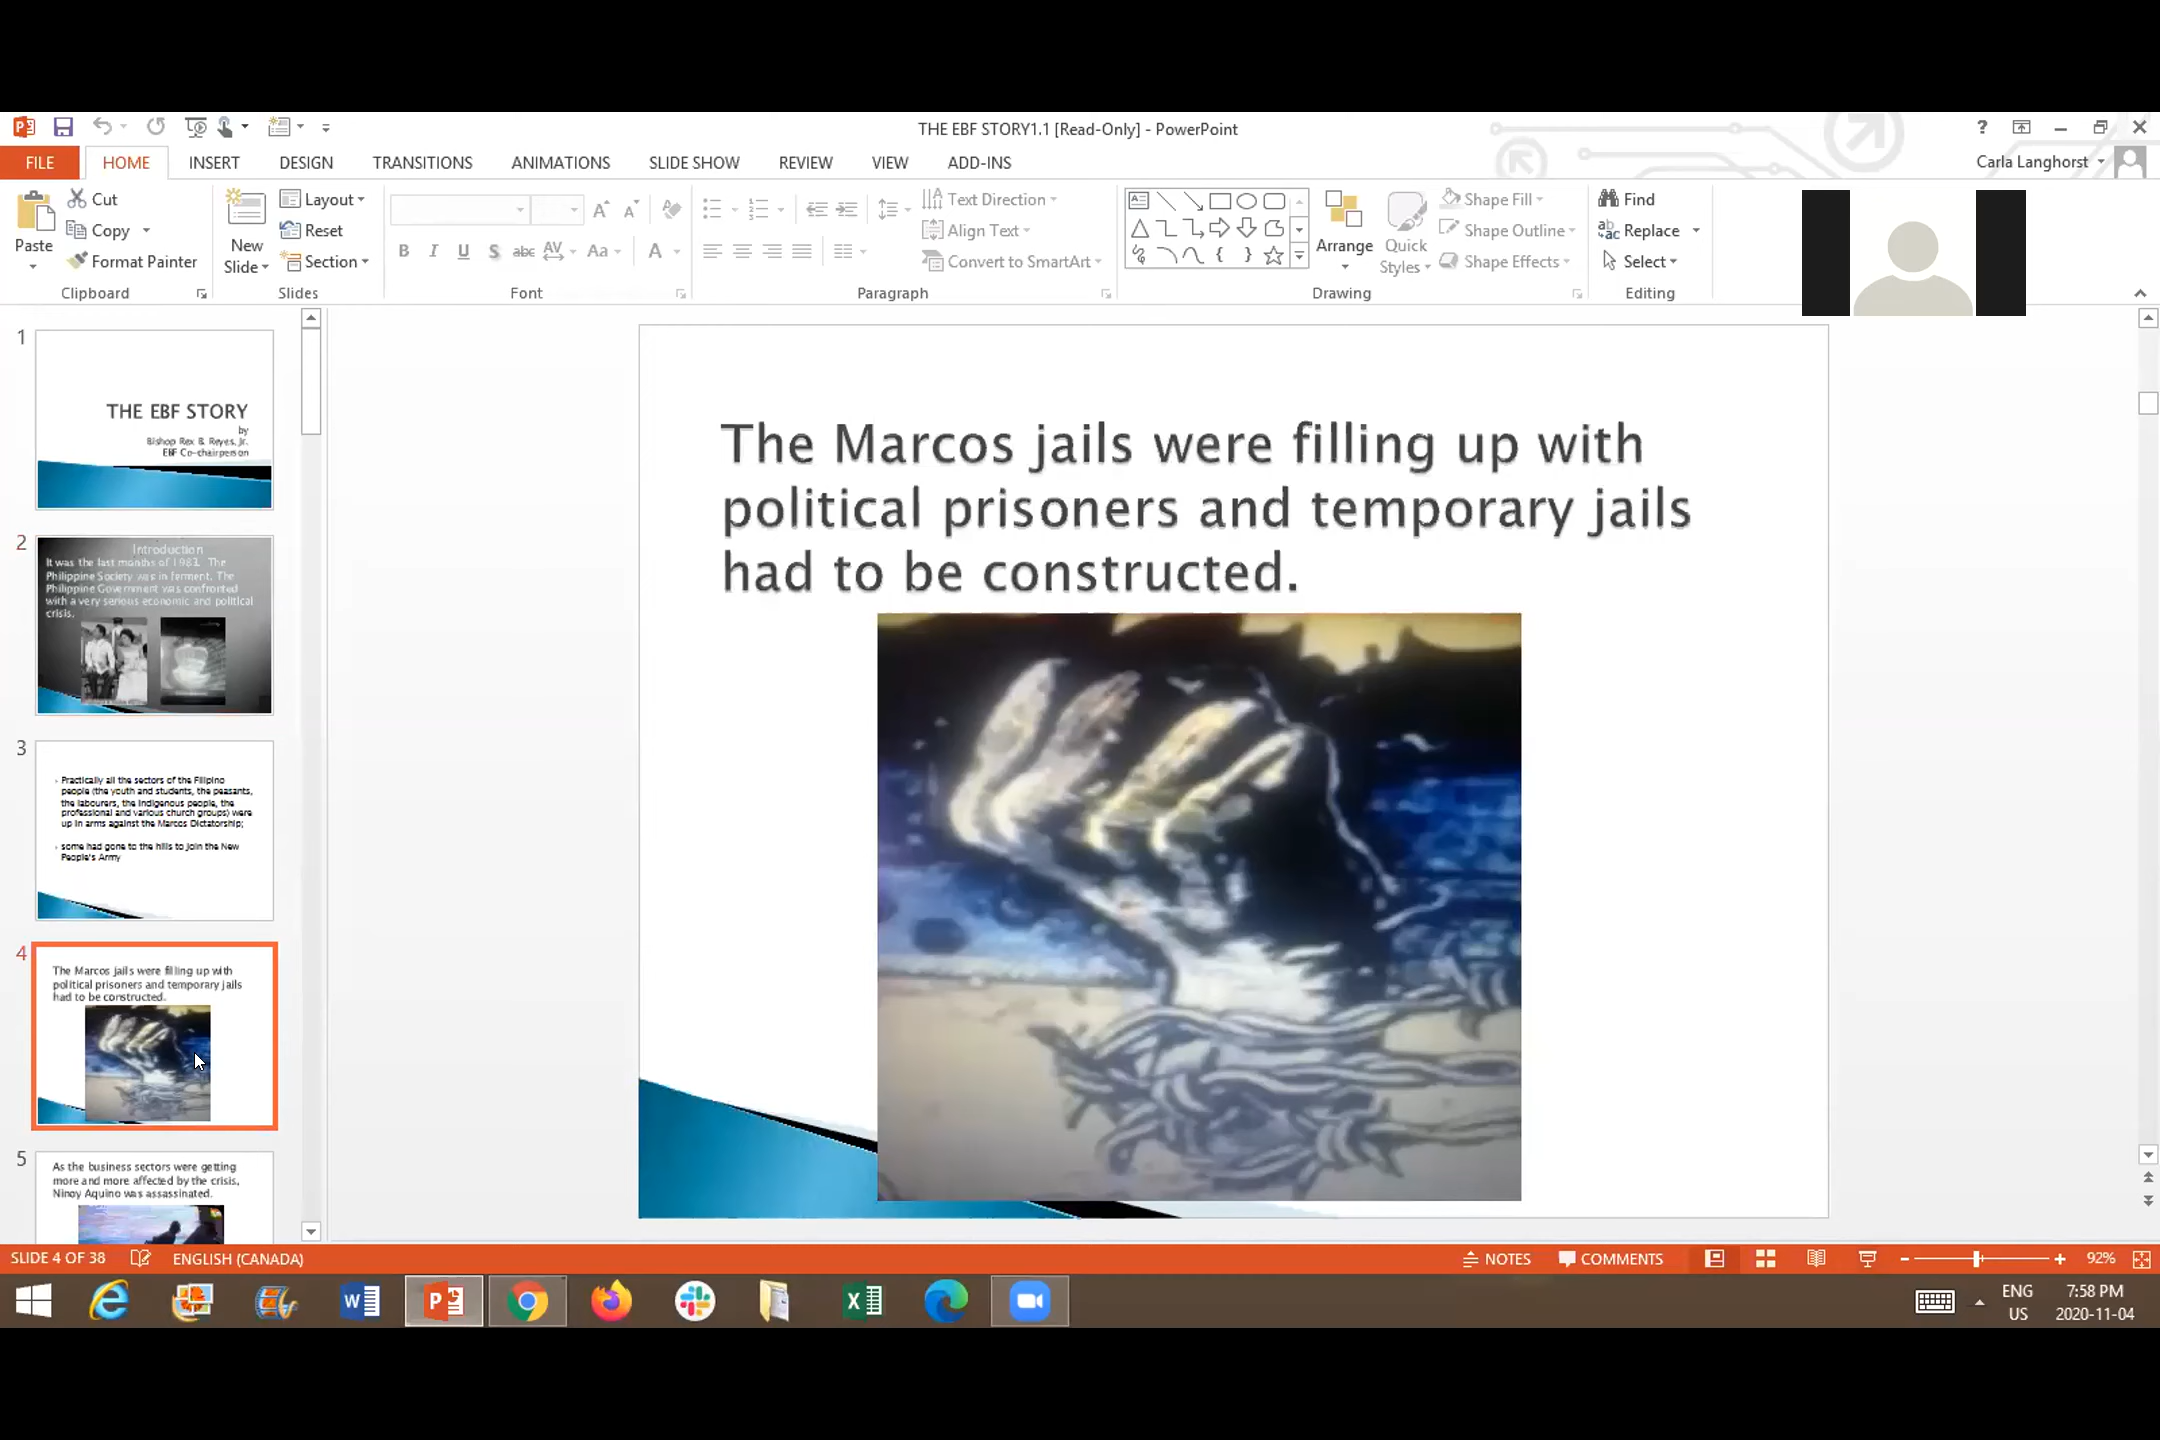 THE EBF STORY1.1 [Read-Only] - PowerPoint
FILE HOME INSERT DESIGN TRANSITIONS ANIMATIONS SLIDE SHOW REVIEW VIEW ADD-INS
Carla Langhorst
Paste
Cut
Copy
Format Painter
Clipboard
New
Slide
Layout
Reset
Section
Slides
Font
Text Direction
Align Text
Convert to SmartArt
Paragraph
Arrange
Quick
Styles
Shape Fill
Shape Outline
Shape Effects
Drawing
Find
Replace
Select
Editing
1
THE EBF STORY
by
Bishop Rex B. Reyes, Jr.
EBF Co-chairperson
2
Introduction
It was the last months of 1983. The
Philippine Society was in ferment. The
Philippine Government was confronted
with a very serious economic and political
crisis.
3
Practically all the sectors of the Filipino
people (the youth and students, the peasants,
the labourers, the indigenous people, the
professional and various church groups) were
up in arms against the Marcos Dictatorship;
some had gone to the hills to join the New
People's Army
4
The Marcos jails were filling up with
political prisoners and temporary jails
had to be constructed.
5
As the business sectors were getting
more and more affected by the crisis,
Ninoy Aquino was assassinated.
The Marcos jails were filling up with
political prisoners and temporary jails
had to be constructed.
SLIDE 4 OF 38 ENGLISH (CANADA) NOTES COMMENTS 92%
ENG
US
7:58 PM
2020-11-04